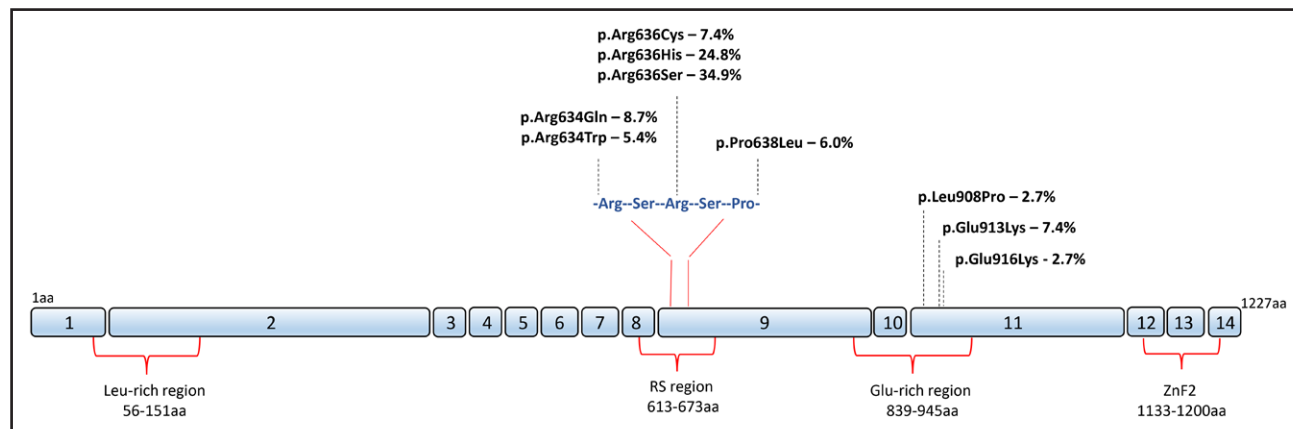 p.Arg636Cys – 7.4%
p.Arg636His – 24.8%
p.Arg636Ser – 34.9%
p.Arg634Gln – 8.7%
p.Arg634Trp – 5.4%
p.Pro638Leu – 6.0%
-Arg--Ser--Arg--Ser--Pro-
p.Leu908Pro – 2.7%
p.Glu913Lys – 7.4%
p.Glu916Lys - 2.7%
1aa
1227aa
1 2 3 4 5 6 7 8 9 10 11 12 13 14
Leu-rich region
56-151aa
RS region
613-673aa
Glu-rich region
839-945aa
ZnF2
1133-1200aa